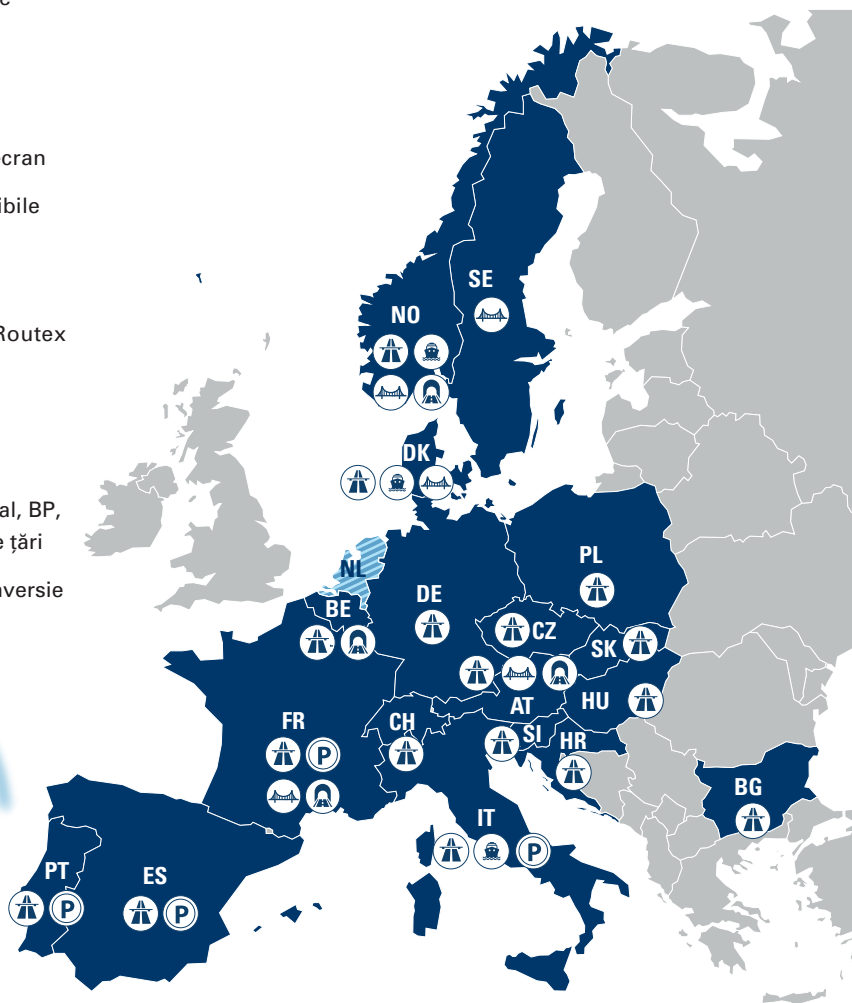 c
cran
ibile
Routex
al, BP,
e țări
versie
SE
NO
DK
NL
PL
BE
DE
CZ
SK
AT
HU
FR
P
CH
SI
HR
BG
IT
P
PT
P
ES
P